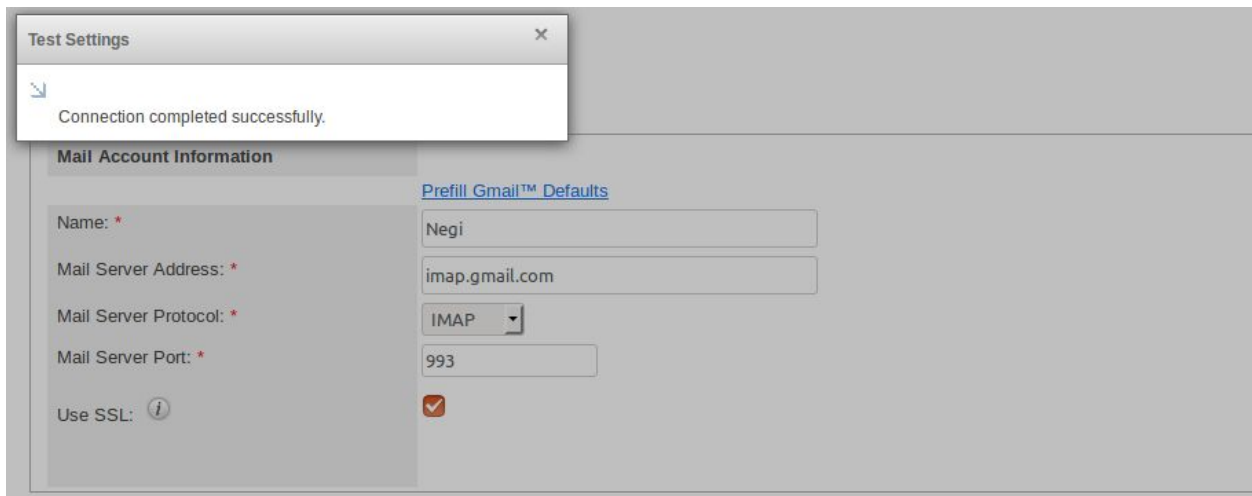 Test Settings ×
Connection completed successfully.
Mail Account Information
Prefill Gmail™ Defaults
Name: * Negi
Mail Server Address: * imap.gmail.com
Mail Server Protocol: * IMAP
Mail Server Port: * 993
Use SSL: i